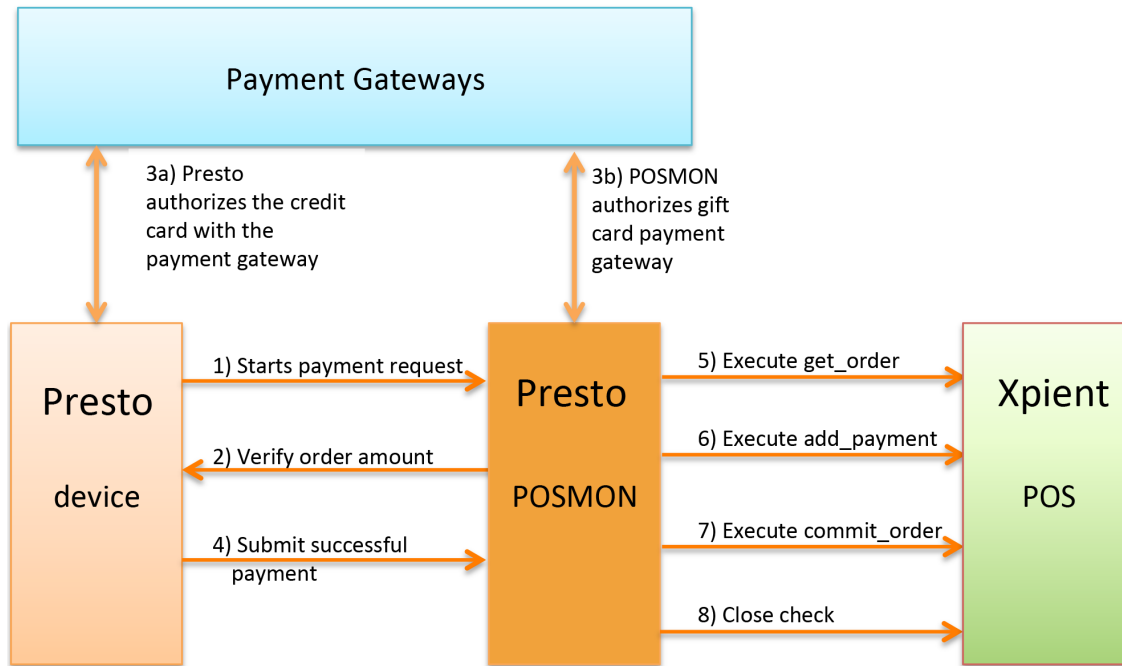 Payment Gateways
3a) Presto
authorizes the credit
card with the
payment gateway
3b) POSMON
authorizes gift
card payment
gateway
Presto
device
1) Starts payment request
2) Verify order amount
4) Submit successful
payment
Presto
POSMON
5) Execute get_order
6) Execute add_payment
7) Execute commit_order
8) Close check
Xpient
POS